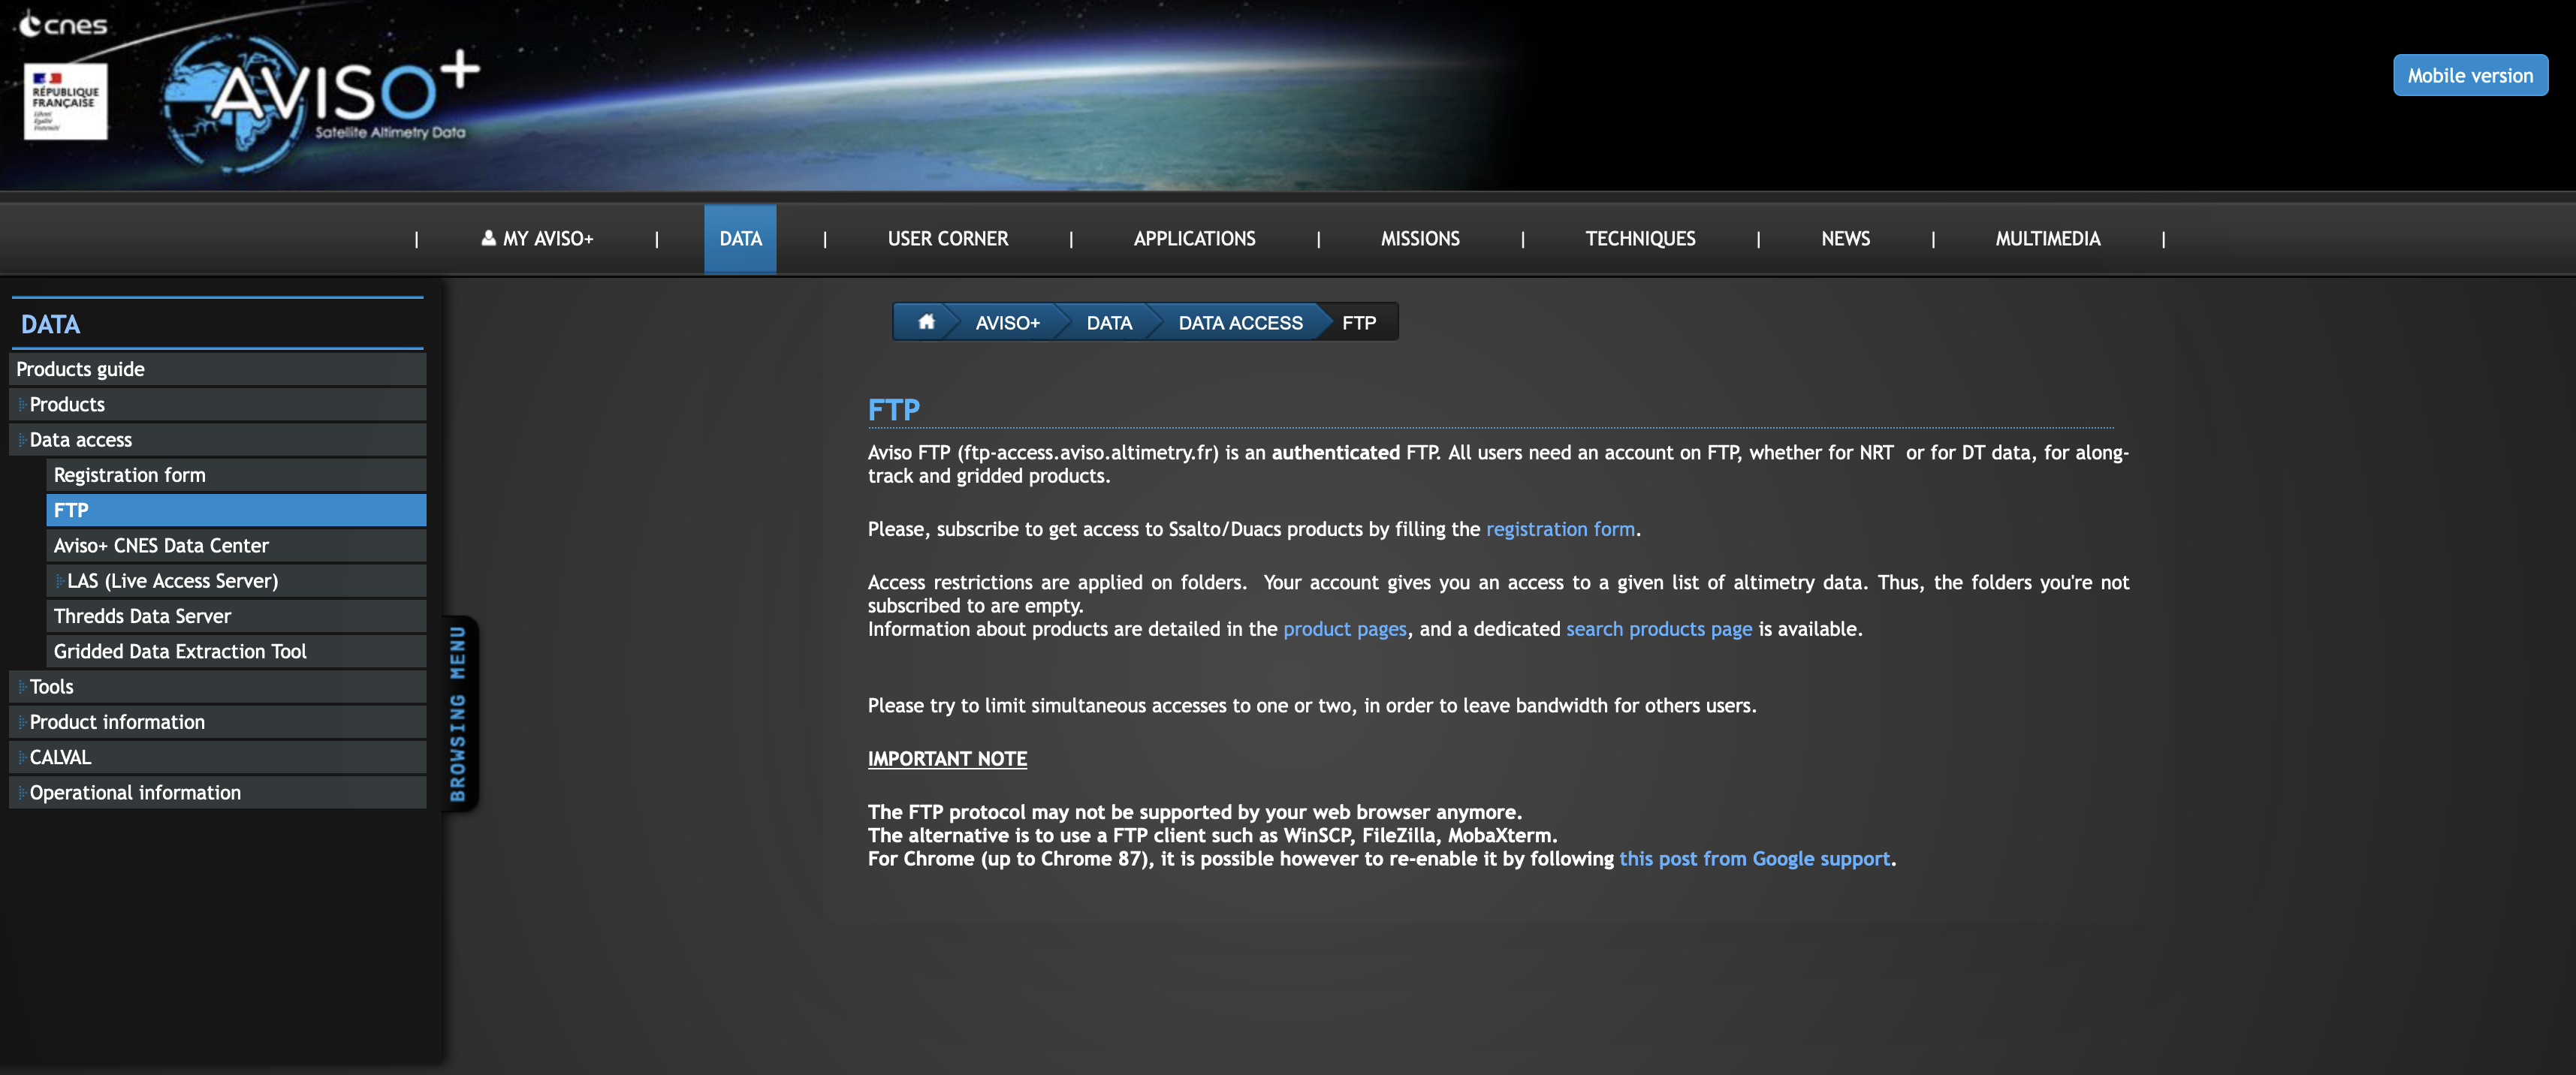 cnes
RÉPUBLIQUE
FRANÇAISE
Liberté
Égalité
Fraternité
AVISO+
Satellite Altimetry Data
Mobile version
| MY AVISO+ | DATA | USER CORNER | APPLICATIONS | MISSIONS | TECHNIQUES | NEWS | MULTIMEDIA |
DATA
Products guide
Products
Data access
Registration form
FTP
Aviso+ CNES Data Center
LAS (Live Access Server)
Thredds Data Server
Gridded Data Extraction Tool
Tools
Product information
CALVAL
Operational information
BROWSING MENU
AVISO+ DATA DATA ACCESS FTP
FTP
Aviso FTP (ftp-access.aviso.altimetry.fr) is an authenticated FTP. All users need an account on FTP, whether for NRT or for DT data, for along-
track and gridded products.
Please, subscribe to get access to Ssalto/Duacs products by filling the registration form.
Access restrictions are applied on folders. Your account gives you an access to a given list of altimetry data. Thus, the folders you're not
subscribed to are empty.
Information about products are detailed in the product pages, and a dedicated search products page is available.
Please try to limit simultaneous accesses to one or two, in order to leave bandwidth for others users.
IMPORTANT NOTE
The FTP protocol may not be supported by your web browser anymore.
The alternative is to use a FTP client such as WinSCP, FileZilla, MobaXterm.
For Chrome (up to Chrome 87), it is possible however to re-enable it by following this post from Google support.